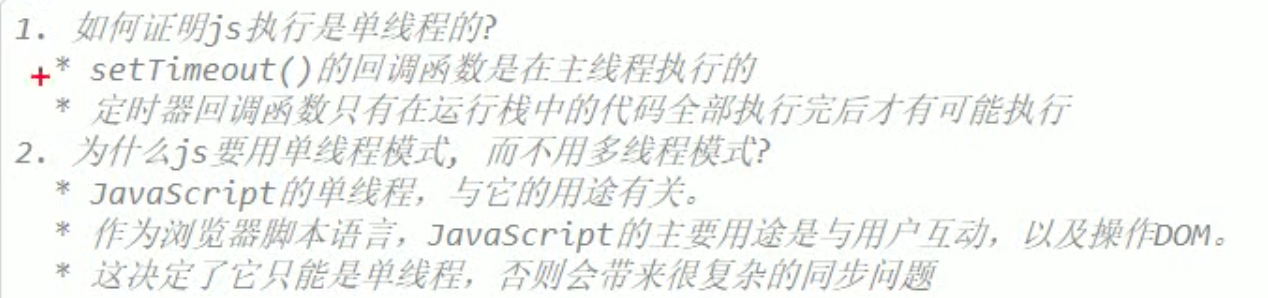 1. 如何证明js执行是单线程的?
* setTimeout()的回调函数是在主线程执行的
* 定时器回调函数只有在运行栈中的代码全部执行完后才有可能执行
2. 为什么js要用单线程模式, 而不用多线程模式?
* JavaScript的单线程，与它的用途有关。
* 作为浏览器脚本语言，JavaScript的主要用途是与用户互动，以及操作DOM。
* 这决定了它只能是单线程，否则会带来很复杂的同步问题